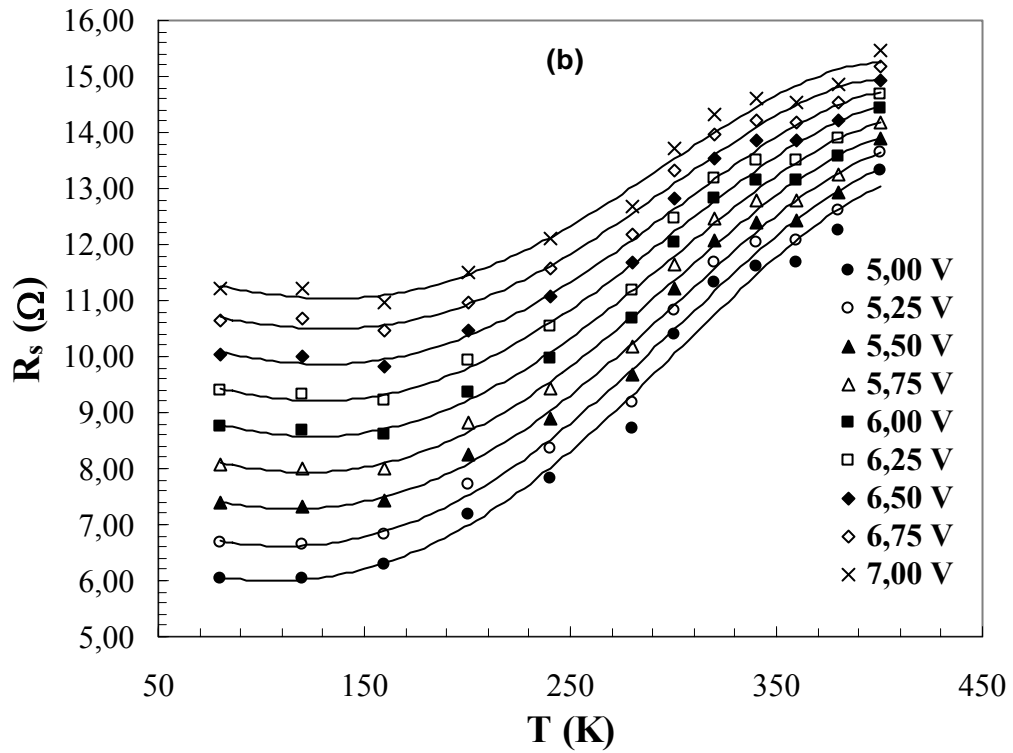 16,00
15,00
14,00
13,00
12,00
11,00
10,00
9,00
8,00
7,00
6,00
5,00
Rs (Ω)
(b)
5,00 V
5,25 V
5,50 V
5,75 V
6,00 V
6,25 V
6,50 V
6,75 V
7,00 V
50 150 250 350 450
T (K)